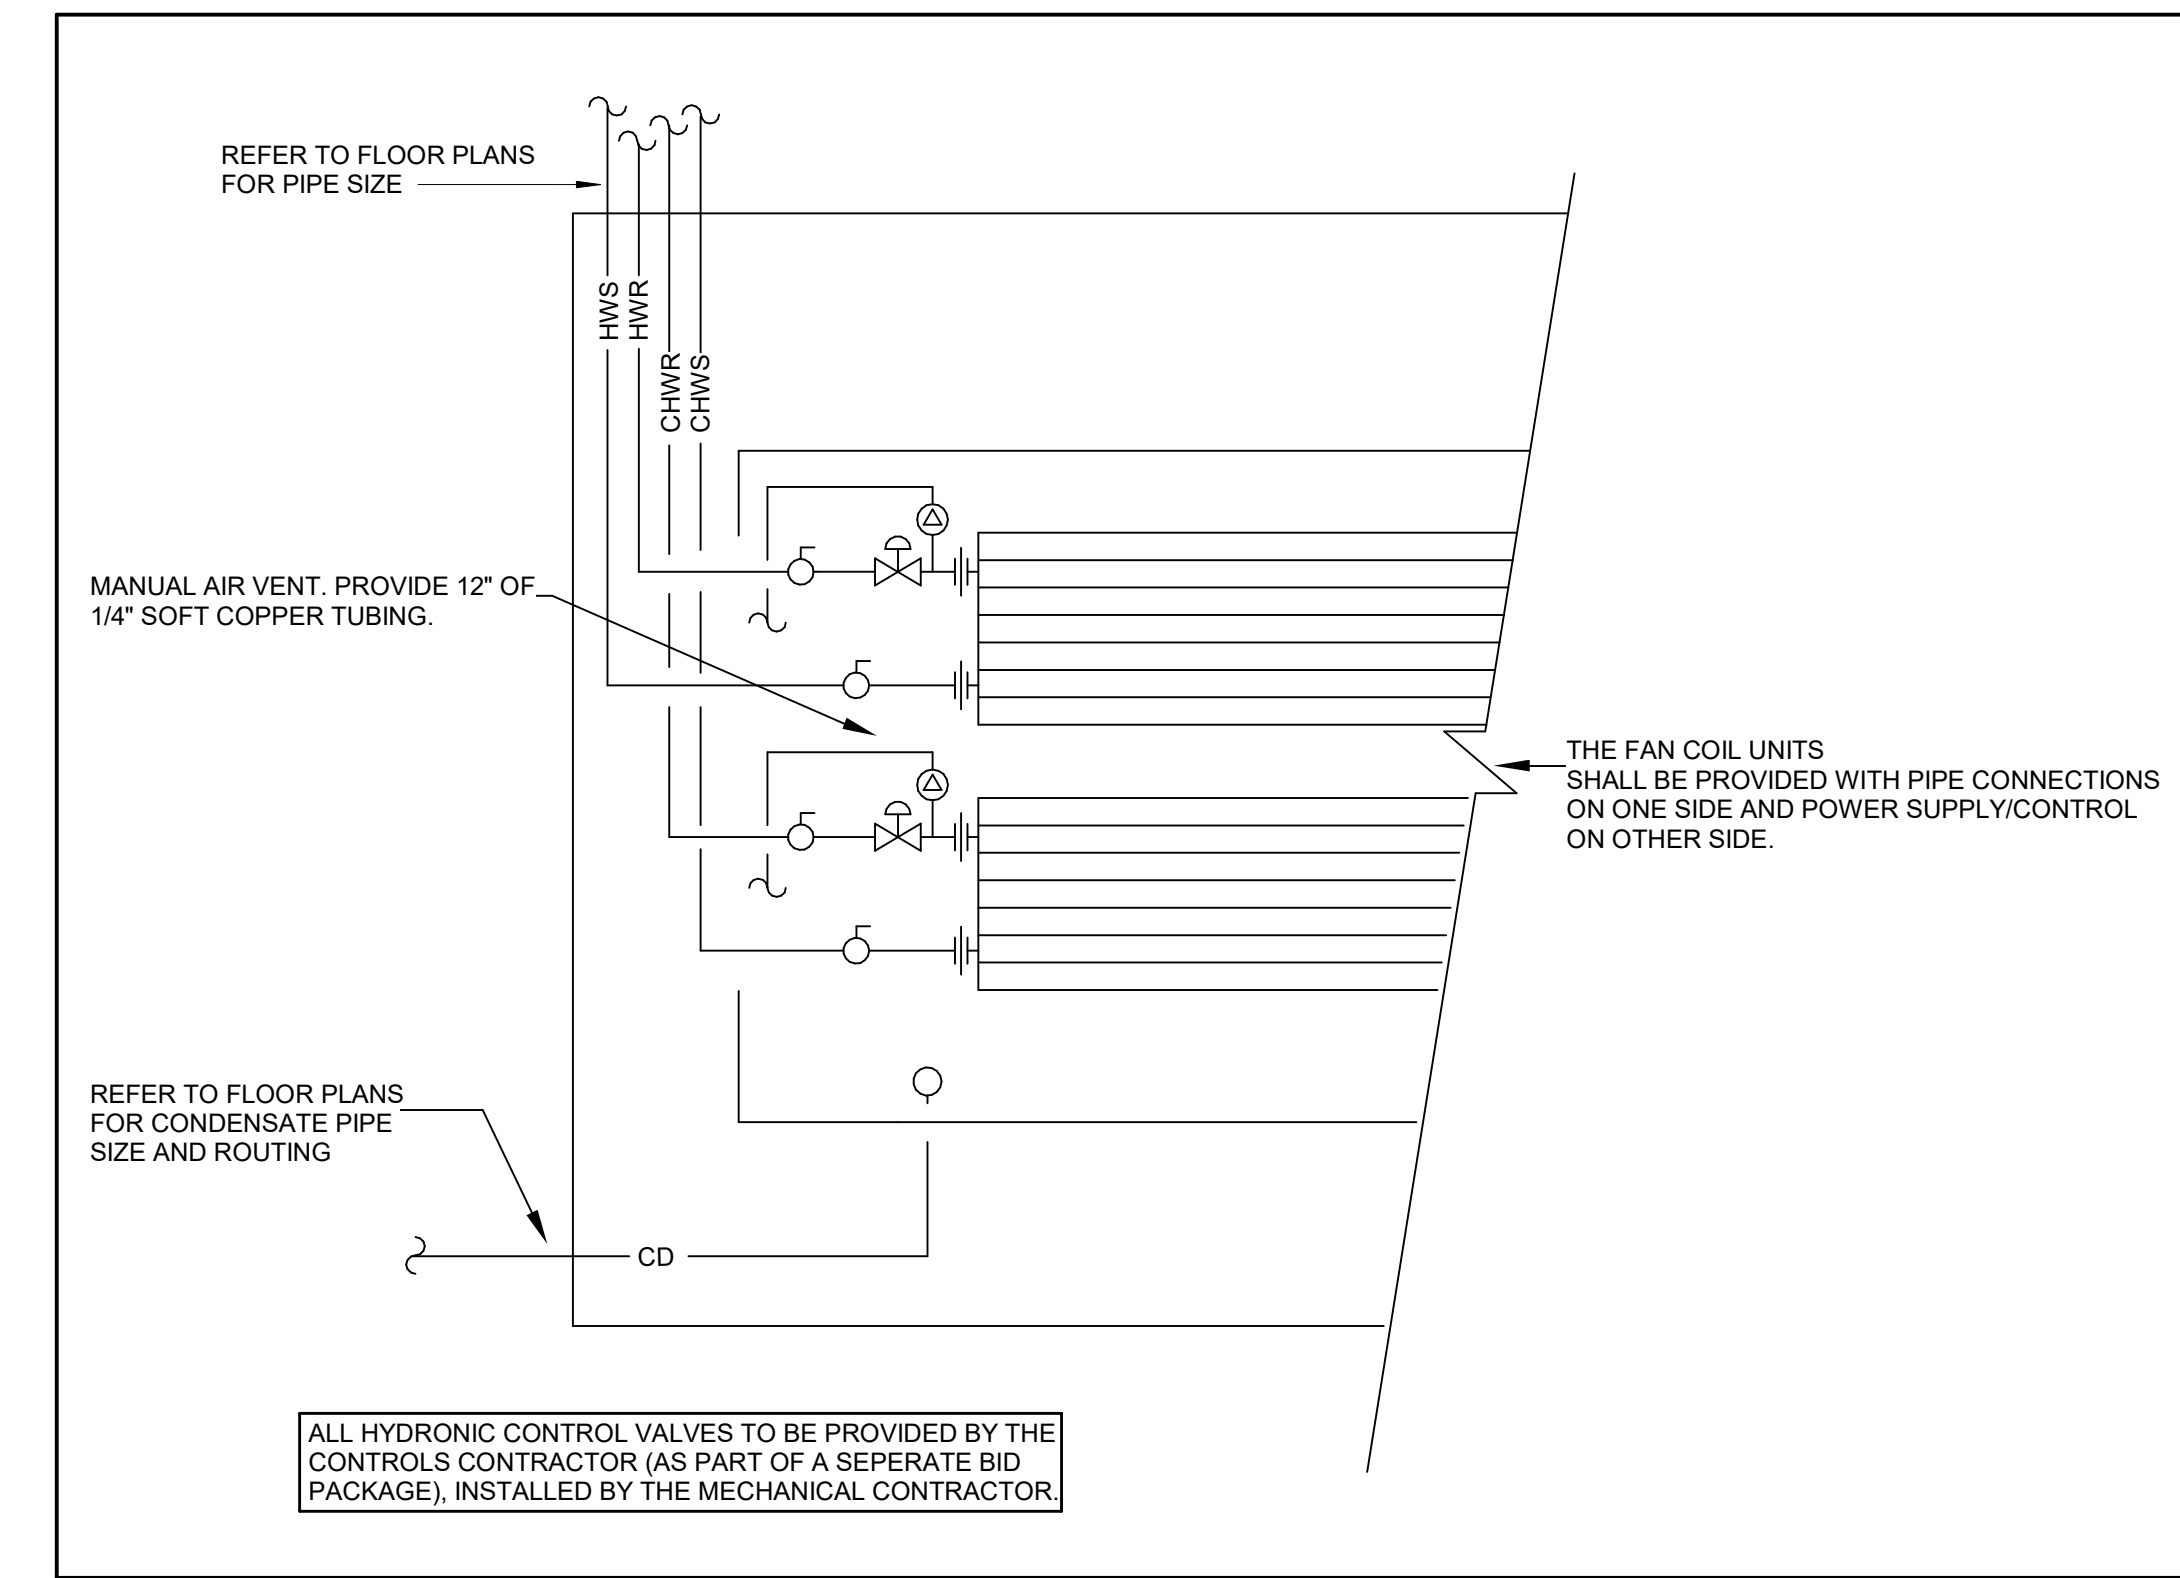 REFER TO FLOOR PLANS
FOR PIPE SIZE
HWS
HWR
CHWR
CHWS
MANUAL AIR VENT. PROVIDE 12" OF
1/4" SOFT COPPER TUBING.
THE FAN COIL UNITS
SHALL BE PROVIDED WITH PIPE CONNECTIONS
ON ONE SIDE AND POWER SUPPLY/CONTROL
ON OTHER SIDE.
REFER TO FLOOR PLANS
FOR CONDENSATE PIPE
SIZE AND ROUTING
CD
ALL HYDRONIC CONTROL VALVES TO BE PROVIDED BY THE
CONTROLS CONTRACTOR (AS PART OF A SEPERATE BID
PACKAGE), INSTALLED BY THE MECHANICAL CONTRACTOR.